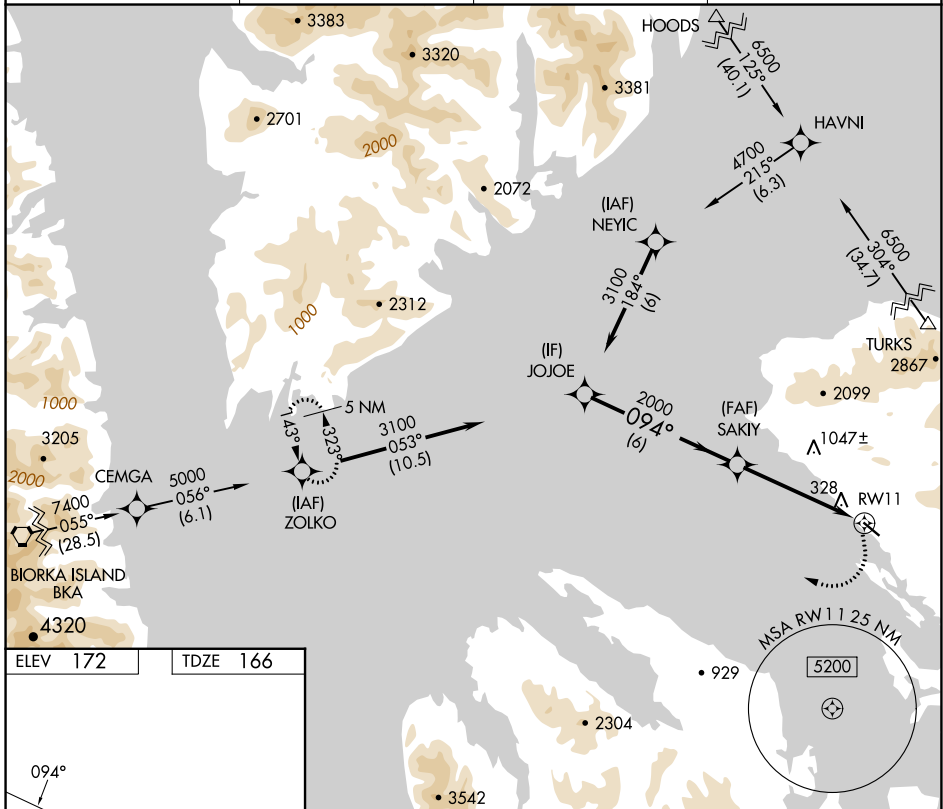 3383
HOODS
3320
6500
125°
(40.1)
3381
2701
HAVNI
2000
4700
215°
(6.3)
2072
(IAF)
NEYIC
6500
304°
(34.7)
3100
184°
(6)
2312
1000
TURKS
2867
(IF)
JOJOE
2099
1000
5 NM
143°
323°
3100
053°
(10.5)
2000
094°
(6)
(FAF)
SAKIY
1047±
3205
2000
CEMGA
5000
056°
(6.1)
(IAF)
ZOLKO
328
RW11
7400
055°
(28.5)
BIORKA ISLAND
BKA
4320
MSA RW11 25 NM
5200
ELEV 172
TDZE 166
929
2304
094°
3542